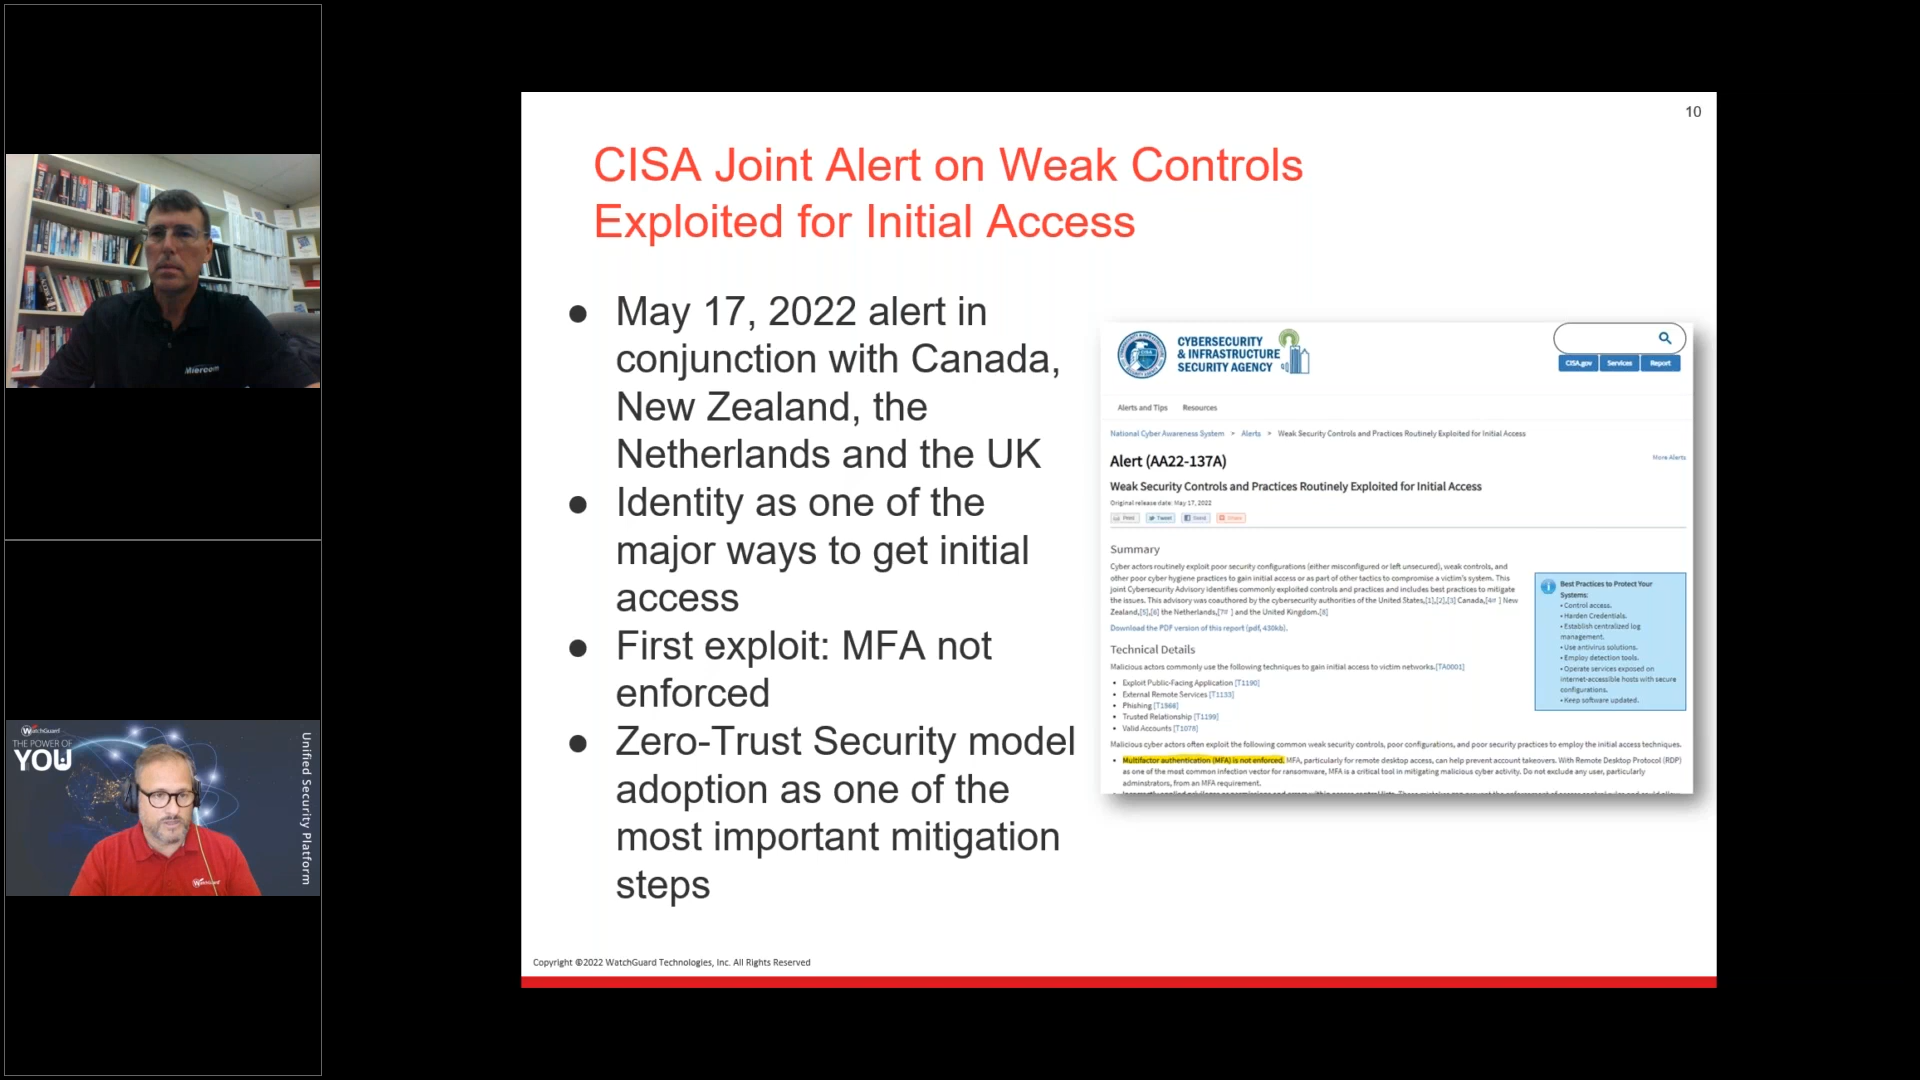 Miercom
WatchGuard
THE POWER OF
YOU
Unified Security Platform
WatchGuard
10
CISA Joint Alert on Weak Controls
Exploited for Initial Access
● May 17, 2022 alert in
conjunction with Canada,
New Zealand, the
Netherlands and the UK
● Identity as one of the
major ways to get initial
access
● First exploit: MFA not
enforced
● Zero-Trust Security model
adoption as one of the
most important mitigation
steps
CYBERSECURITY
& INFRASTRUCTURE
SECURITY AGENCY
CISA.gov Services Report
Alerts and Tips Resources
National Cyber Awareness System > Alerts > Weak Security Controls and Practices Routinely Exploited for Initial Access
Alert (AA22-137A)
More Alerts
Weak Security Controls and Practices Routinely Exploited for Initial Access
Original release date: May 17, 2022
Print Tweet Send Share
Summary
Cyber actors routinely exploit poor security configurations (either misconfigured or left unsecured), weak controls, and
other poor cyber hygiene practices to gain initial access or as part of other tactics to compromise a victim's system. This
joint Cybersecurity Advisory identifies commonly exploited controls and practices and includes best practices to mitigate
the issues. This advisory was coauthored by the cybersecurity authorities of the United States,[1],[2],[3] Canada,[4] New
Zealand,[5],[6] the Netherlands,[7] and the United Kingdom.[8]
Download the PDF version of this report (pdf, 430kb).
Best Practices to Protect Your
Systems:
• Control access.
• Harden Credentials.
• Establish centralized log
management.
• Use antivirus solutions.
• Employ detection tools.
• Operate services exposed on
internet-accessible hosts with secure
configurations.
• Keep software updated.
Technical Details
Malicious actors commonly use the following techniques to gain initial access to victim networks.[TA0001]
• Exploit Public-Facing Application [T1190]
• External Remote Services [T1133]
• Phishing [T1566]
• Trusted Relationship [T1199]
• Valid Accounts [T1078]
Malicious cyber actors often exploit the following common weak security controls, poor configurations, and poor security practices to employ the initial access techniques.
• Multifactor authentication (MFA) is not enforced. MFA, particularly for remote desktop access, can help prevent account takeovers. With Remote Desktop Protocol (RDP)
as one of the most common infection vector for ransomware, MFA is a critical tool in mitigating malicious cyber activity. Do not exclude any user, particularly
adminstrators, from an MFA requirement.
Copyright ©2022 WatchGuard Technologies, Inc. All Rights Reserved